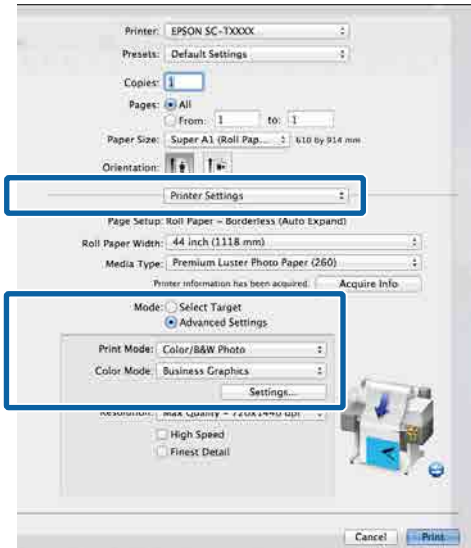 Printer: EPSON SC-TXXXX
Presets: Default Settings
Copies: 1
Pages: All
From: 1 to: 1
Paper Size: Super A1 (Roll Pap... 610 by 914 mm
Orientation:
Printer Settings
Page Setup: Roll Paper - Borderless (Auto Expand)
Roll Paper Width: 44 inch (1118 mm)
Media Type: Premium Luster Photo Paper (260)
Printer information has been acquired. Acquire Info
Mode: Select Target
Advanced Settings
Print Mode: Color/B&W Photo
Color Mode: Business Graphics
Settings...
Resolution: Max Quality - 720x1440 dpi
High Speed
Finest Detail
Cancel Print